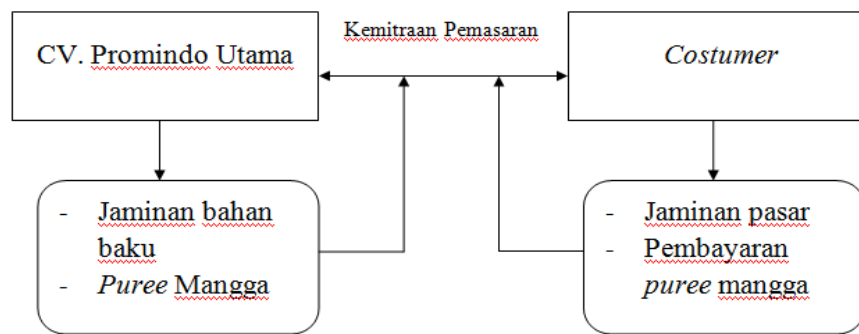 Kemitraan Pemasaran
CV. Promindo Utama
Costumer
- Jaminan bahan
baku
- Puree Mangga
- Jaminan pasar
- Pembayaran
puree mangga